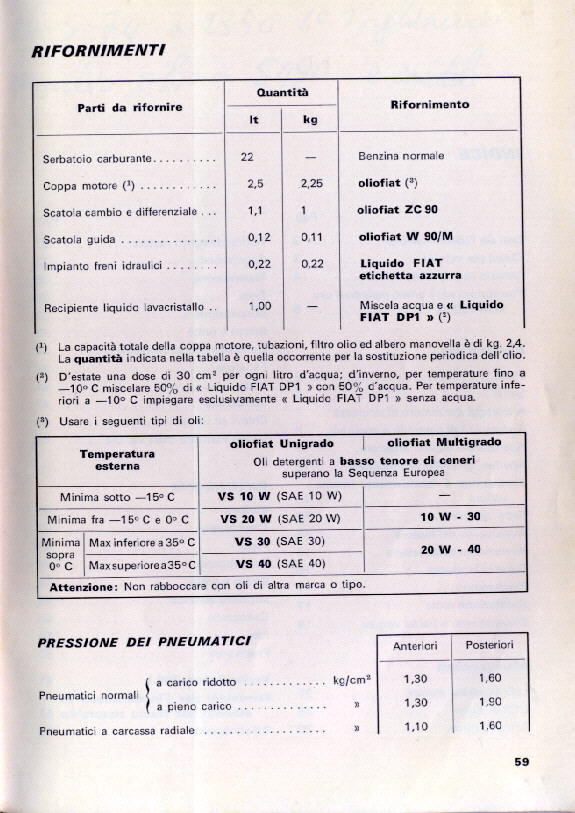 RIFORNIMENTI
Parti da rifornire Quantità Rifornimento
lt kg
Serbatoio carburante.......... 22 — Benzina normale
Coppa motore (¹) ............ 2,5 2,25 oliofiat (³)
Scatola cambio e differenziale ... 1,1 1 oliofiat ZC 90
Scatola guida ............... 0,12 0,11 oliofiat W 90/M
Impianto freni idraulici ........ 0,22 0,22 Liquido FIAT
etichetta azzurra
Recipiente liquido lavacristallo .. 1,00 — Miscela acqua e « Liquido
FIAT DP1 » (²)
(¹) La capacità totale della coppa motore, tubazioni, filtro olio ed albero manovella è di kg. 2,4.
La quantità indicata nella tabella è quella occorrente per la sostituzione periodica dell'olio.
(²) D'estate una dose di 30 cm³ per ogni litro d'acqua; d'inverno, per temperature fino a
—10° C miscelare 50% di « Liquido FIAT DP1 » con 50% d'acqua. Per temperature infe-
riori a —10° C impiegare esclusivamente « Liquido FIAT DP1 » senza acqua.
(³) Usare i seguenti tipi di oli:
Temperatura
esterna
oliofiat Unigrado oliofiat Multigrado
Oli detergenti a basso tenore di ceneri
superano la Sequenza Europea
Minima sotto —15° C VS 10 W (SAE 10 W) —
Minima fra —15° C e 0° C VS 20 W (SAE 20 W) 10 W - 30
Minima
sopra
0° C
Max inferiore a 35° C VS 30 (SAE 30)
20 W - 40
Max superiore a 35° C VS 40 (SAE 40)
Attenzione: Non rabboccare con oli di altra marca o tipo.
PRESSIONE DEI PNEUMATICI
Anteriori Posteriori
Pneumatici normali
a carico ridotto ............. kg/cm² 1,30 1,60
a pieno carico .............. » 1,30 1,90
Pneumatici a carcassa radiale ................... » 1,10 1,60
59